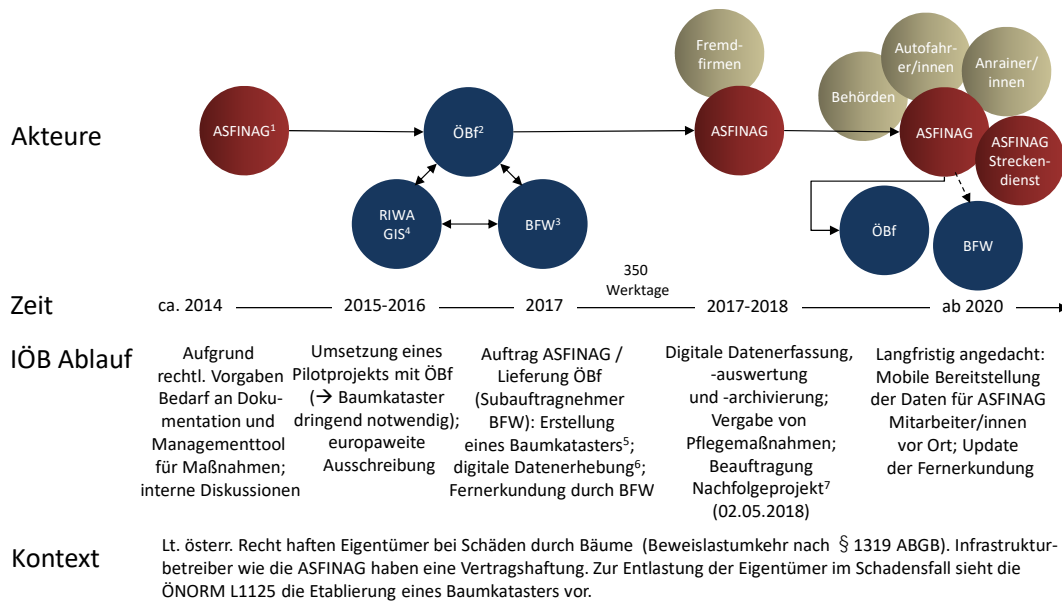 Akteure
ASFINAG¹
ÖBf²
RIWA
GIS⁴
BFW³
Fremd-
firmen
ASFINAG
Behörden
Autofahr-
er/innen
Anrainer/
innen
ASFINAG
ASFINAG
Strecken-
dienst
ÖBf
BFW
Zeit
ca. 2014
2015-2016
2017
350
Werktage
2017-2018
ab 2020
IÖB Ablauf
Aufgrund
rechtl. Vorgaben
Bedarf an Doku-
mentation und
Managementtool
für Maßnahmen;
interne Diskussionen
Umsetzung eines
Pilotprojekts mit ÖBf
(→ Baumkataster
dringend notwendig);
europaweite
Ausschreibung
Auftrag ASFINAG /
Lieferung ÖBf
(Subauftragnehmer
BFW): Erstellung
eines Baumkatasters⁵;
digitale Datenerhebung⁶;
Fernerkundung durch BFW
Digitale Datenerfassung,
-auswertung
und -archivierung;
Vergabe von
Pflegemaßnahmen;
Beauftragung
Nachfolgeprojekt⁷
(02.05.2018)
Langfristig angedacht:
Mobile Bereitstellung
der Daten für ASFINAG
Mitarbeiter/innen
vor Ort; Update
der Fernerkundung
Kontext
Lt. österr. Recht haften Eigentümer bei Schäden durch Bäume (Beweislastumkehr nach § 1319 ABGB). Infrastruktur-
betreiber wie die ASFINAG haben eine Vertragshaftung. Zur Entlastung der Eigentümer im Schadensfall sieht die
ÖNORM L1125 die Etablierung eines Baumkatasters vor.